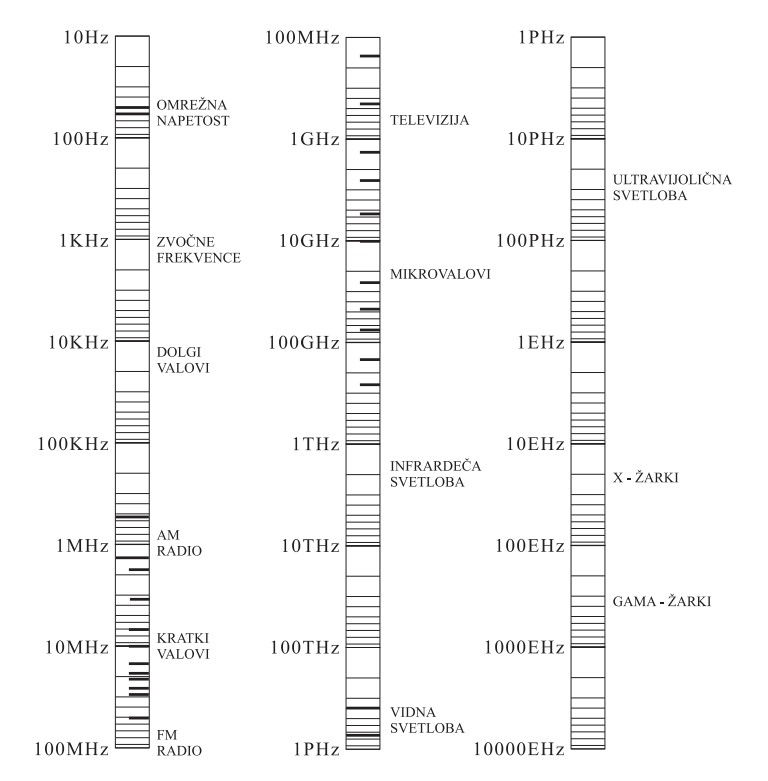 10Hz
OMREŽNA
NAPETOST
100Hz
1KHz
ZVOČNE
FREKVENCE
10KHz
DOLGI
VALOVI
100KHz
AM
RADIO
1MHz
KRATKI
VALOVI
10MHz
FM
RADIO
100MHz
100MHz
TELEVIZIJA
1GHz
10GHz
MIKROVALOVI
100GHz
1THz
INFRARDEČA
SVETLOBA
10THz
100THz
VIDNA
SVETLOBA
1PHz
1PHz
10PHz
ULTRAVIJOLIČNA
SVETLOBA
100PHz
1EHz
10EHz
X - ŽARKI
100EHz
GAMA - ŽARKI
1000EHz
10000EHz